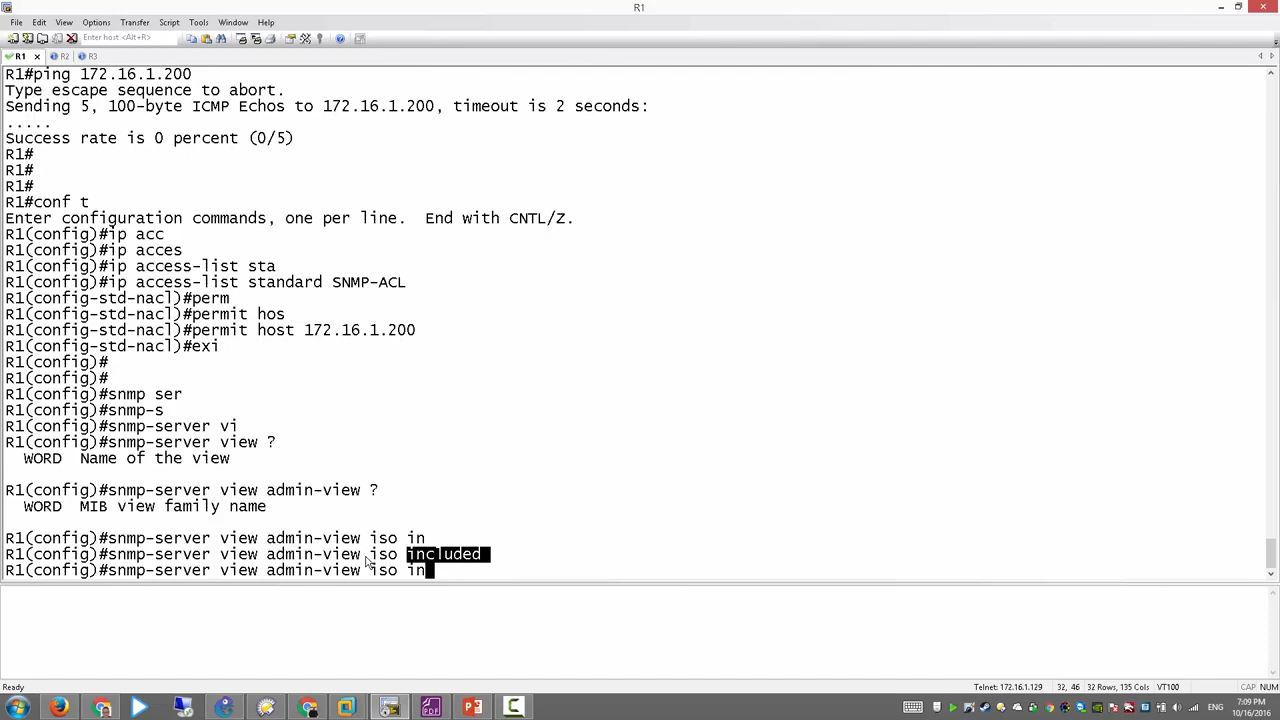 R1
File Edit View Options Transfer Script Tools Window Help
Enter host <Alt+R>
R1 R2 R3
R1#ping 172.16.1.200
Type escape sequence to abort.
Sending 5, 100-byte ICMP Echos to 172.16.1.200, timeout is 2 seconds:
.....
Success rate is 0 percent (0/5)
R1#
R1#
R1#
R1#conf t
Enter configuration commands, one per line.  End with CNTL/Z.
R1(config)#ip acc
R1(config)#ip acces
R1(config)#ip access-list sta
R1(config)#ip access-list standard SNMP-ACL
R1(config-std-nacl)#perm
R1(config-std-nacl)#permit hos
R1(config-std-nacl)#permit host 172.16.1.200
R1(config-std-nacl)#exi
R1(config)#
R1(config)#
R1(config)#snmp ser
R1(config)#snmp-s
R1(config)#snmp-server vi
R1(config)#snmp-server view ?
WORD  Name of the view
R1(config)#snmp-server view admin-view ?
WORD  MIB view family name
R1(config)#snmp-server view admin-view iso in
R1(config)#snmp-server view admin-view iso included
R1(config)#snmp-server view admin-view iso in
Ready Telnet: 172.16.1.129 32, 46 32 Rows, 135 Cols VT100 CAP NUM
PDF
ENG 7:09 PM
10/16/2016